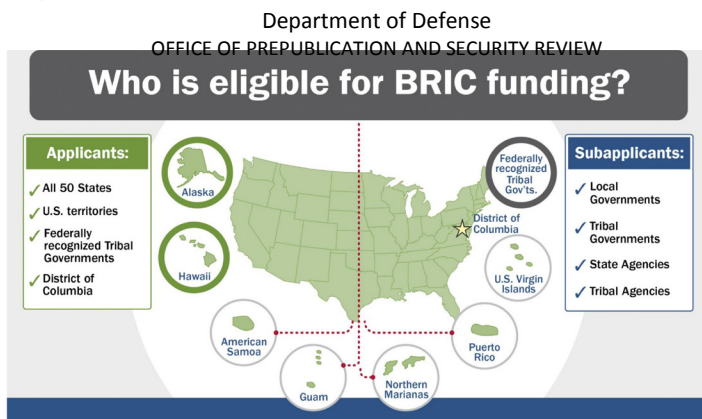 Department of Defense
OFFICE OF PREPUBLICATION AND SECURITY REVIEW
Who is eligible for BRIC funding?
Applicants:
All 50 States
U.S. territories
Federally
recognized Tribal
Governments
District of
Columbia
Alaska
Hawaii
American
Samoa
Guam
Northern
Marianas
Puerto
Rico
U.S. Virgin
Islands
District of
Columbia
Federally
recognized
Tribal
Gov'ts.
Subapplicants:
Local
Governments
Tribal
Governments
State Agencies
Tribal Agencies